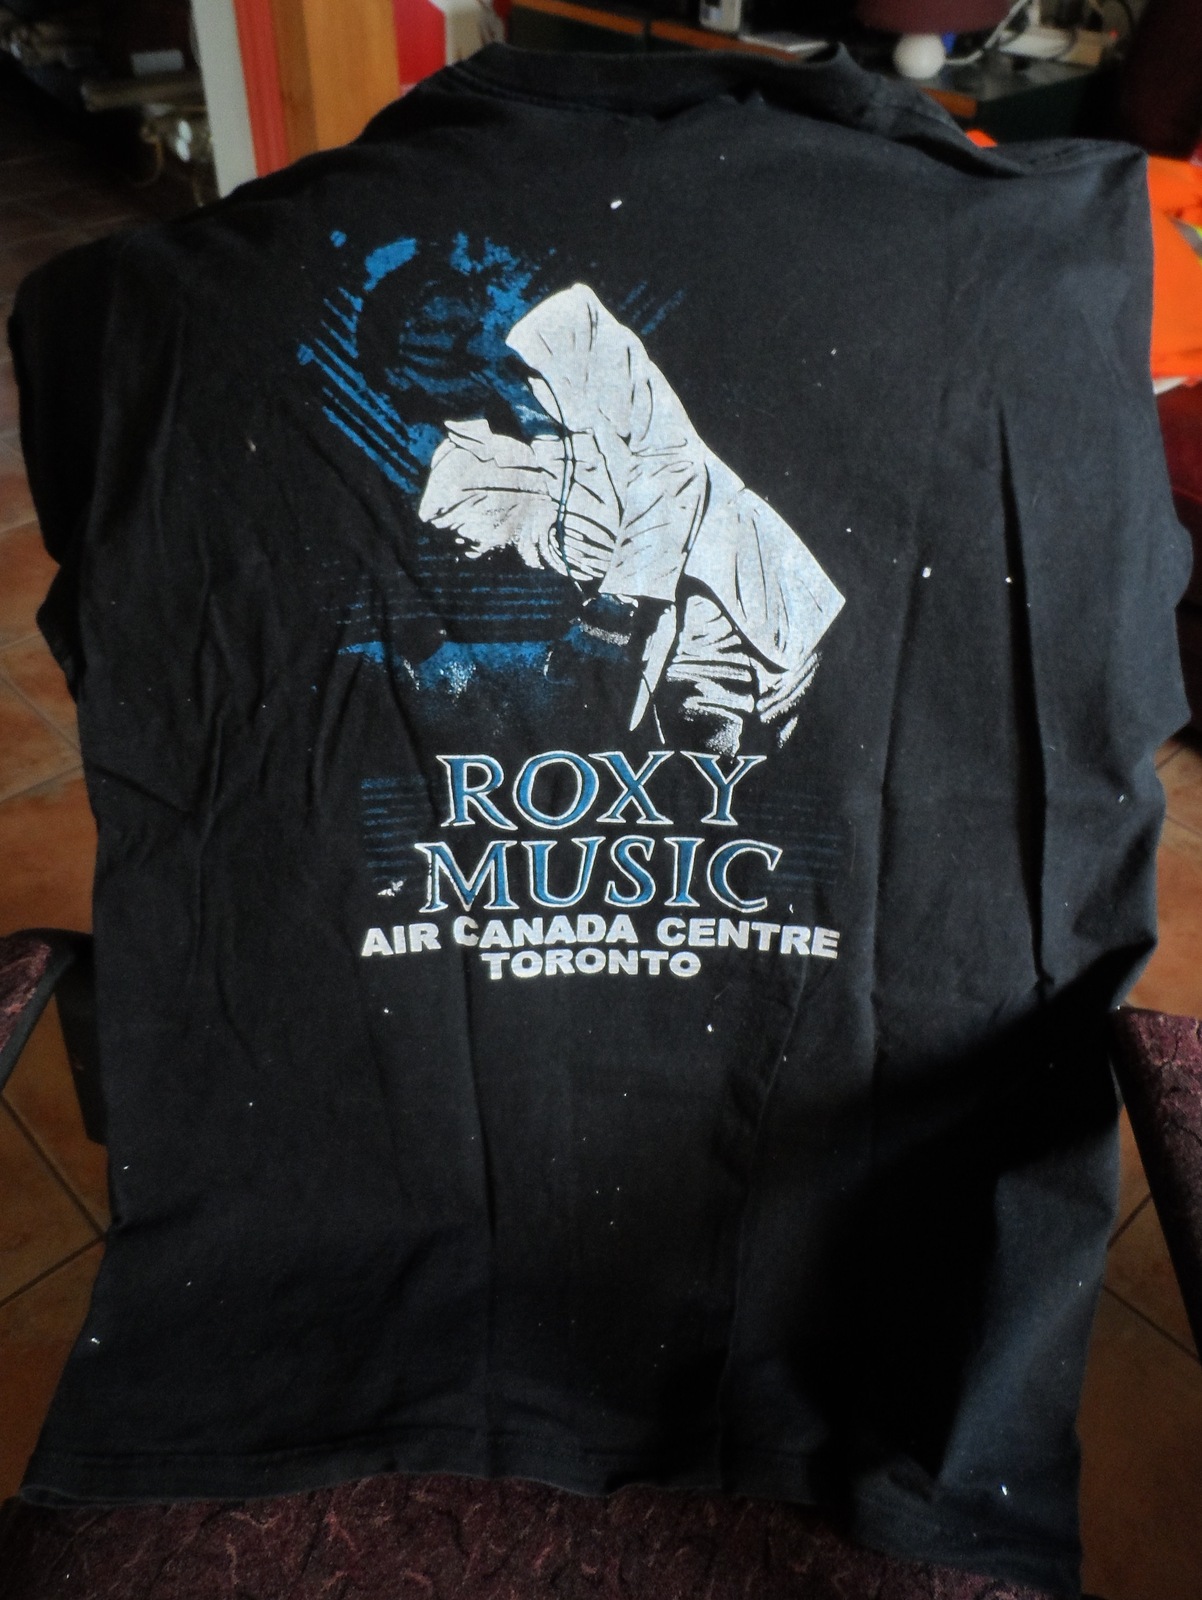 ROXY
MUSIC
AIR CANADA CENTRE
TORONTO